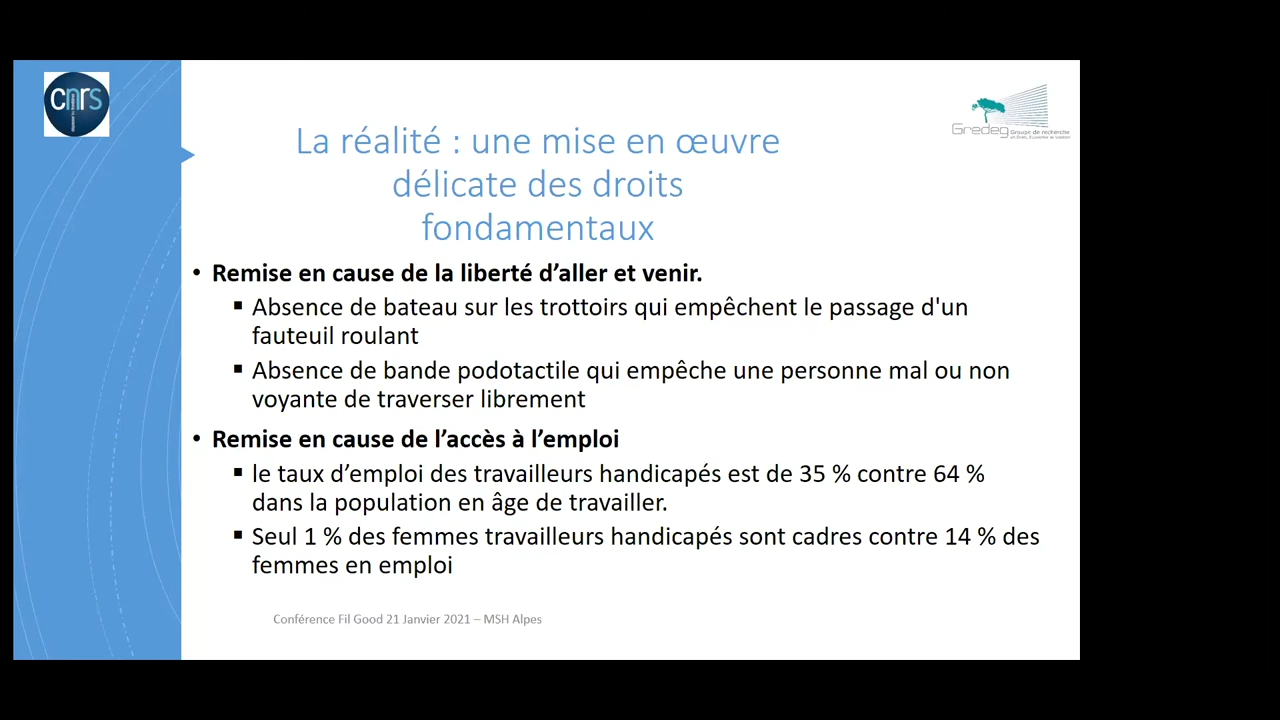 cnrs
Gredeg
Groupe de recherche
La réalité : une mise en œuvre
délicate des droits
fondamentaux
• Remise en cause de la liberté d’aller et venir.
▪ Absence de bateau sur les trottoirs qui empêchent le passage d'un
fauteuil roulant
▪ Absence de bande podotactile qui empêche une personne mal ou non
voyante de traverser librement
• Remise en cause de l’accès à l’emploi
▪ le taux d’emploi des travailleurs handicapés est de 35 % contre 64 %
dans la population en âge de travailler.
▪ Seul 1 % des femmes travailleurs handicapés sont cadres contre 14 % des
femmes en emploi
Conférence Fil Good 21 Janvier 2021 – MSH Alpes